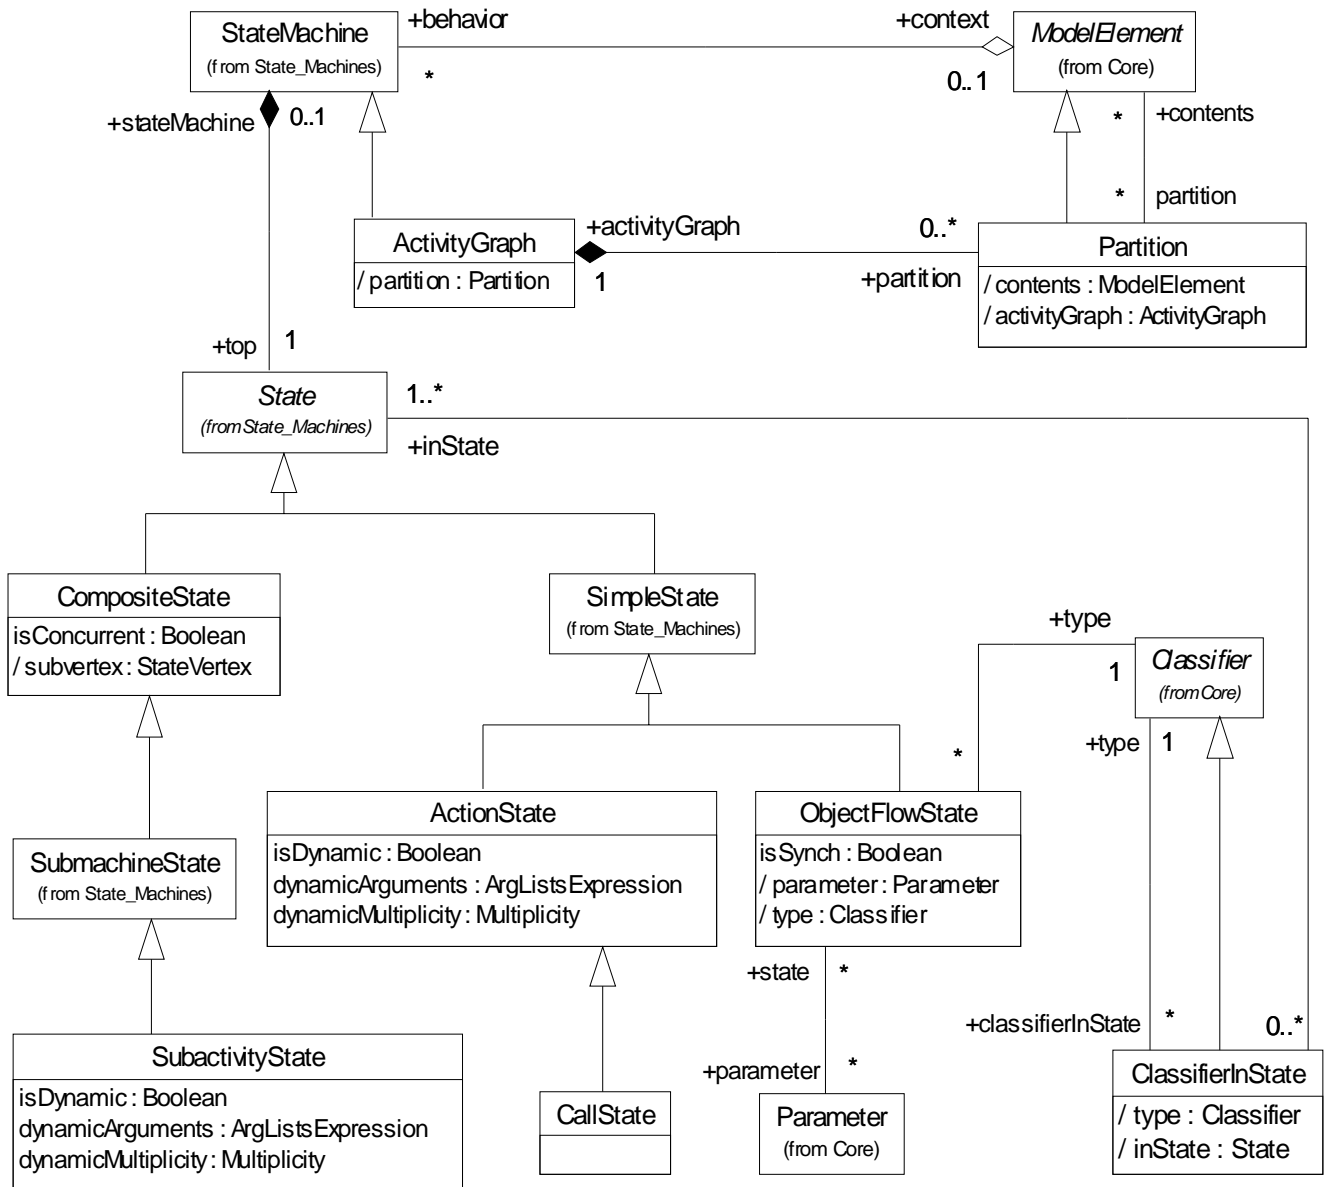 StateMachine
(from State_Machines)
+behavior
*
+context
0..1
ModelElement
(from Core)
+stateMachine
0..1
*
+contents
*
partition
ActivityGraph
/ partition : Partition
+activityGraph
1
0..*
+partition
Partition
/ contents : ModelElement
/ activityGraph : ActivityGraph
+top
1
State
(from State_Machines)
1..*
+inState
CompositeState
isConcurrent : Boolean
/ subvertex : StateVertex
SimpleState
(from State_Machines)
+type
1
Classifier
(from Core)
+type
1
*
SubmachineState
(from State_Machines)
ActionState
isDynamic : Boolean
dynamicArguments : ArgListsExpression
dynamicMultiplicity : Multiplicity
ObjectFlowState
isSynch : Boolean
/ parameter : Parameter
/ type : Classifier
+state
*
+classifierInState
*
0..*
SubactivityState
isDynamic : Boolean
dynamicArguments : ArgListsExpression
dynamicMultiplicity : Multiplicity
CallState
+parameter
*
Parameter
(from Core)
ClassifierInState
/ type : Classifier
/ inState : State